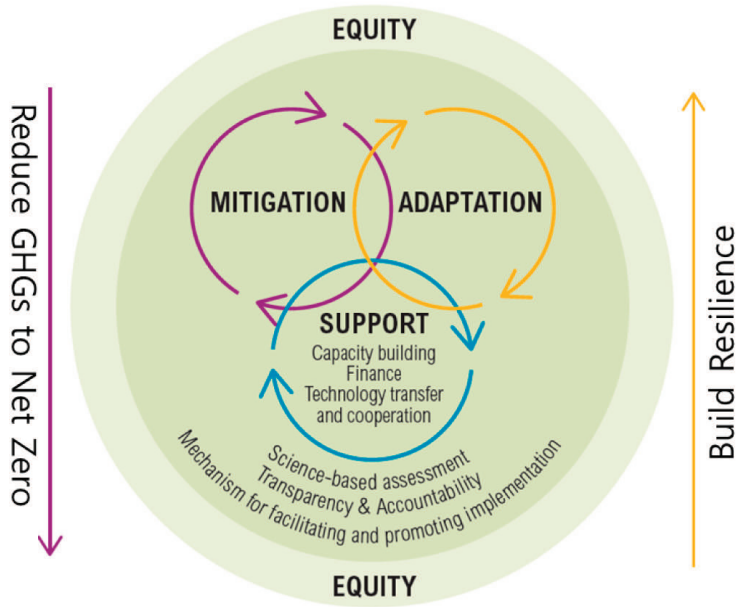 EQUITY
Reduce GHGs to Net Zero
MITIGATION
ADAPTATION
Build Resilience
SUPPORT
Capacity building
Finance
Technology transfer
and cooperation
Science-based assessment
Transparency & Accountability
Mechanism for facilitating and promoting implementation
EQUITY